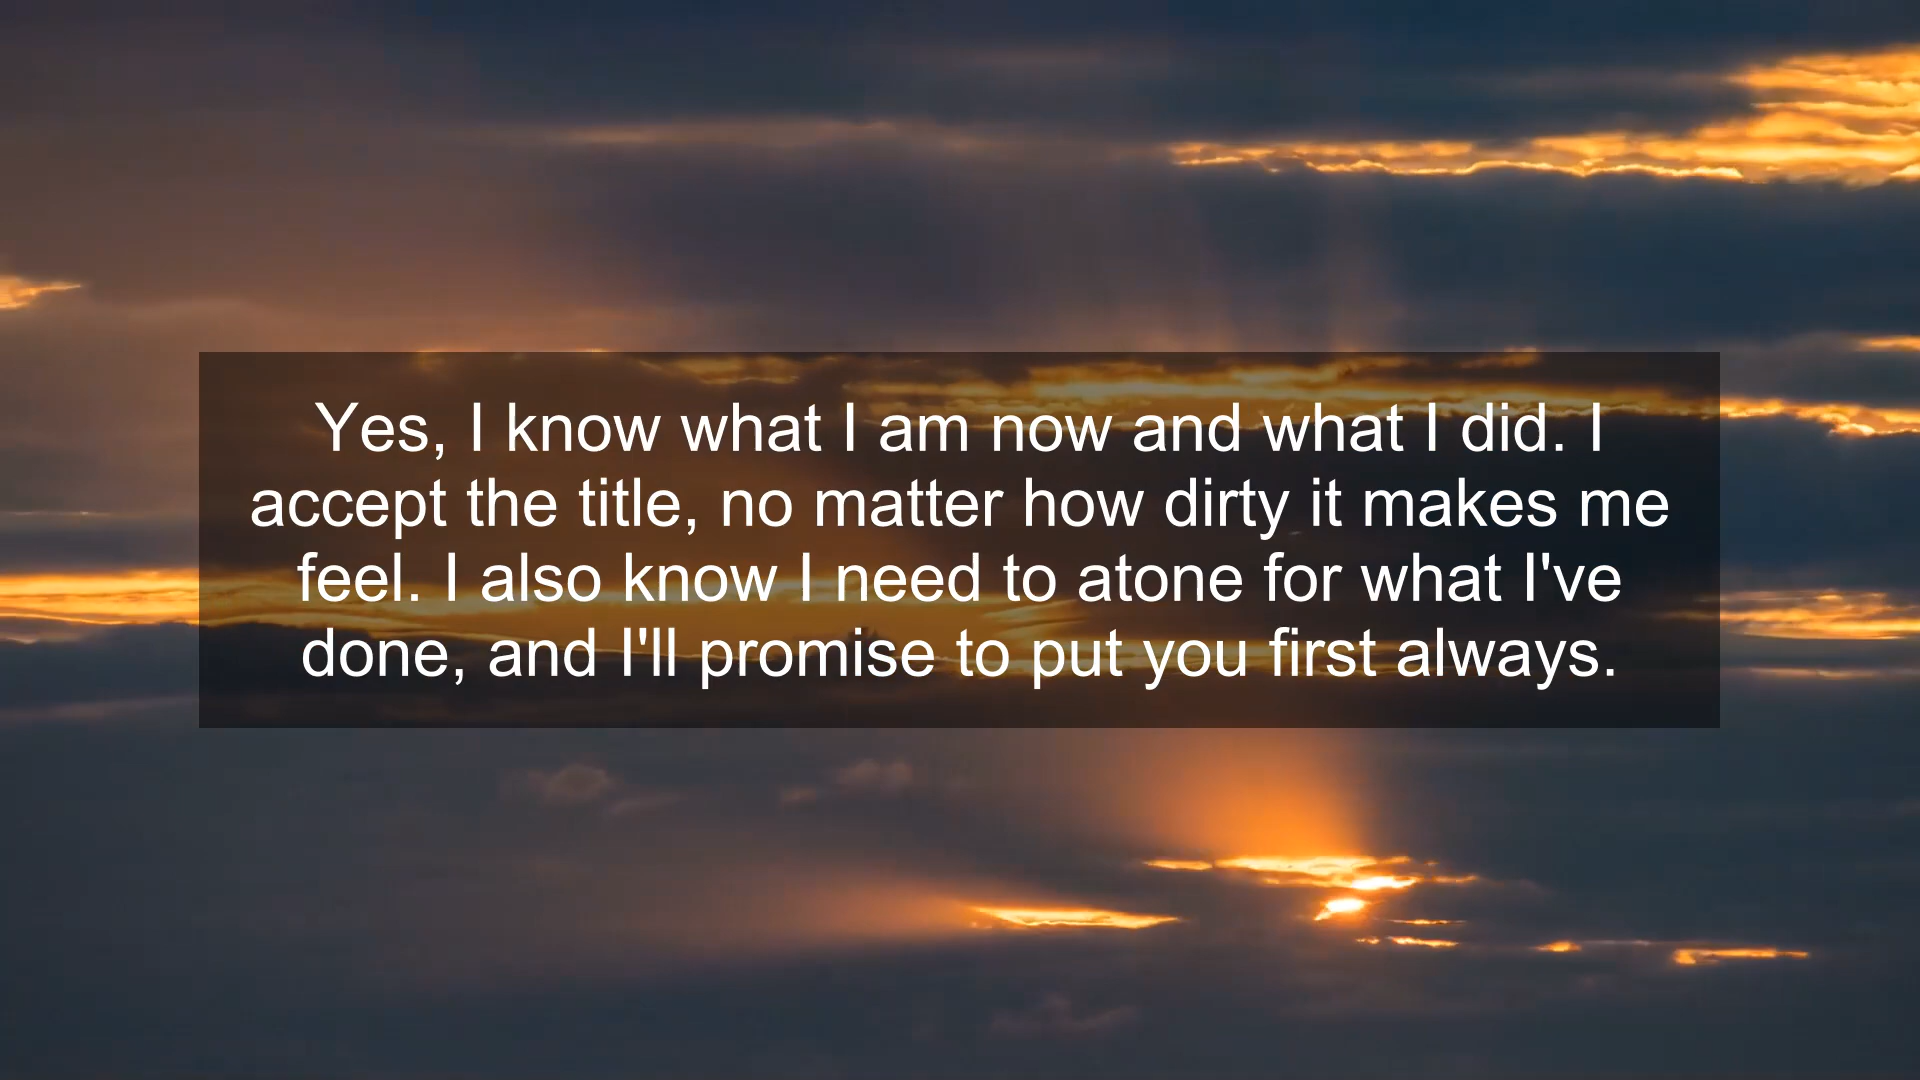 Yes, I know what I am now and what I did. I
accept the title, no matter how dirty it makes me
feel. I also know I need to atone for what I've
done, and I'll promise to put you first always.